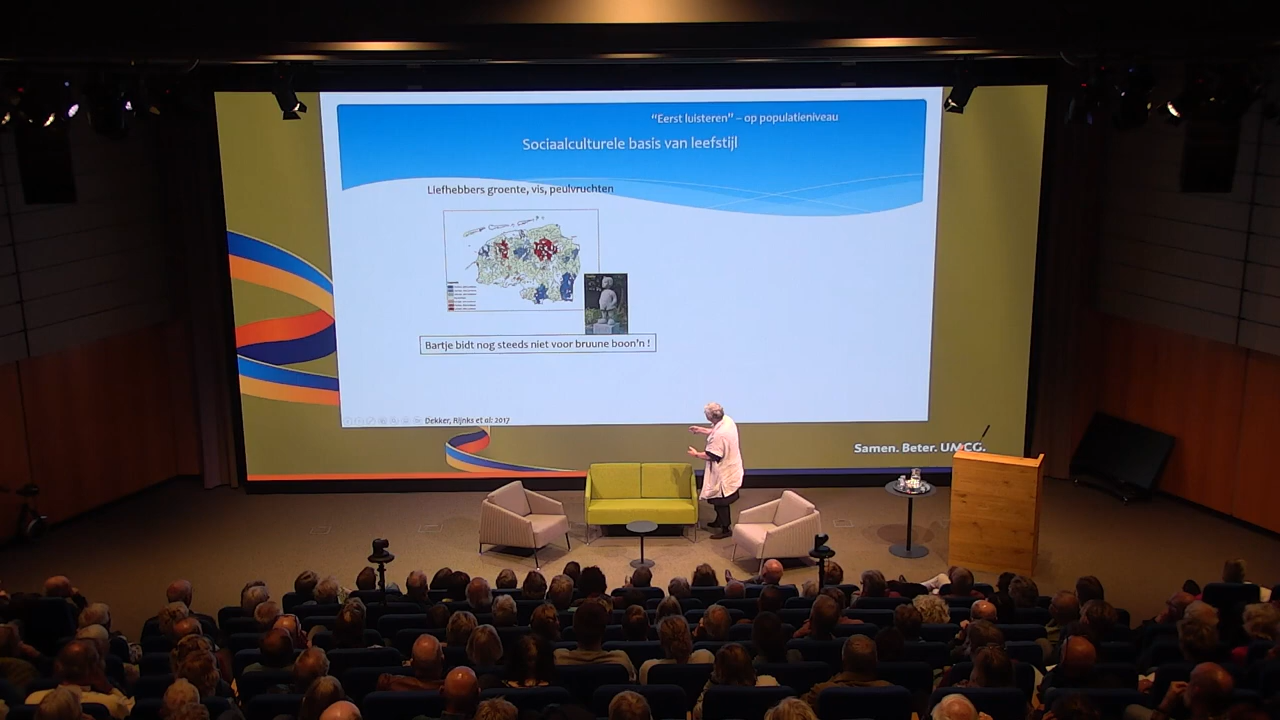 “Eerst luisteren” – op populatieniveau
Sociaalculturele basis van leefstijl
Liefhebbers groente, vis, peulvruchten
Bartje bidt nog steeds niet voor bruune boon'n !
Dekker, Rijnks et al: 2017
Samen. Beter. UMCG.